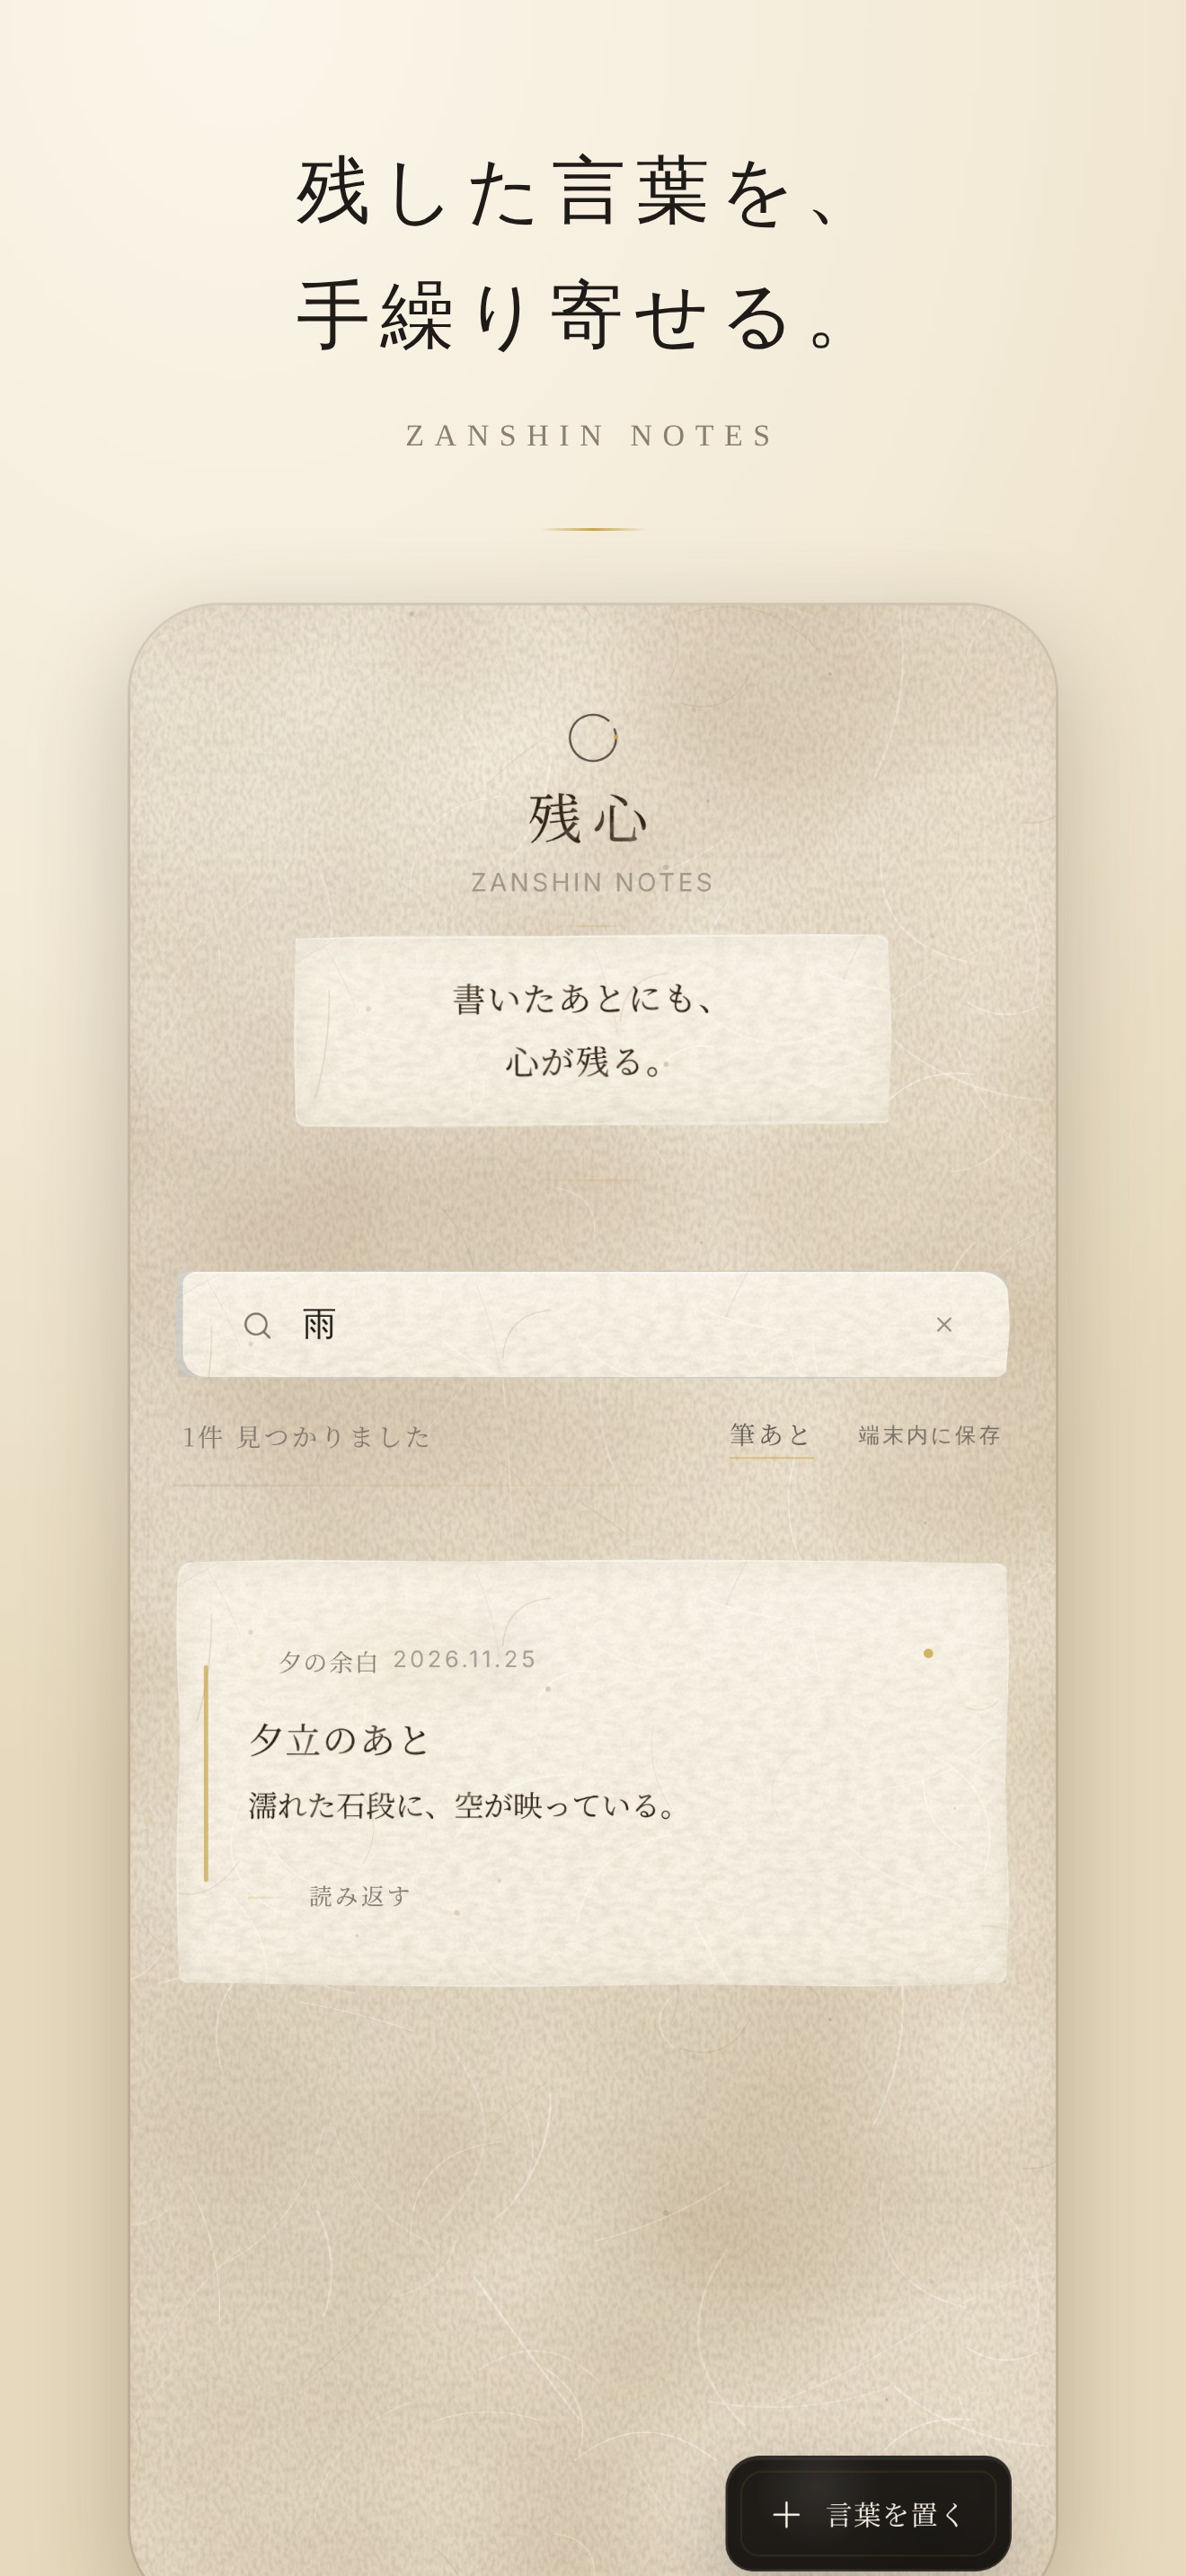 残した言葉を、
手繰り寄せる。
ZANSHIN NOTES
残心
ZANSHIN NOTES
書いたあとにも、
心が残る。
雨
1件 見つかりました
筆あと
端末内に保存
夕の余白 2026.11.25
夕立のあと
濡れた石段に、空が映っている。
読み返す
言葉を置く